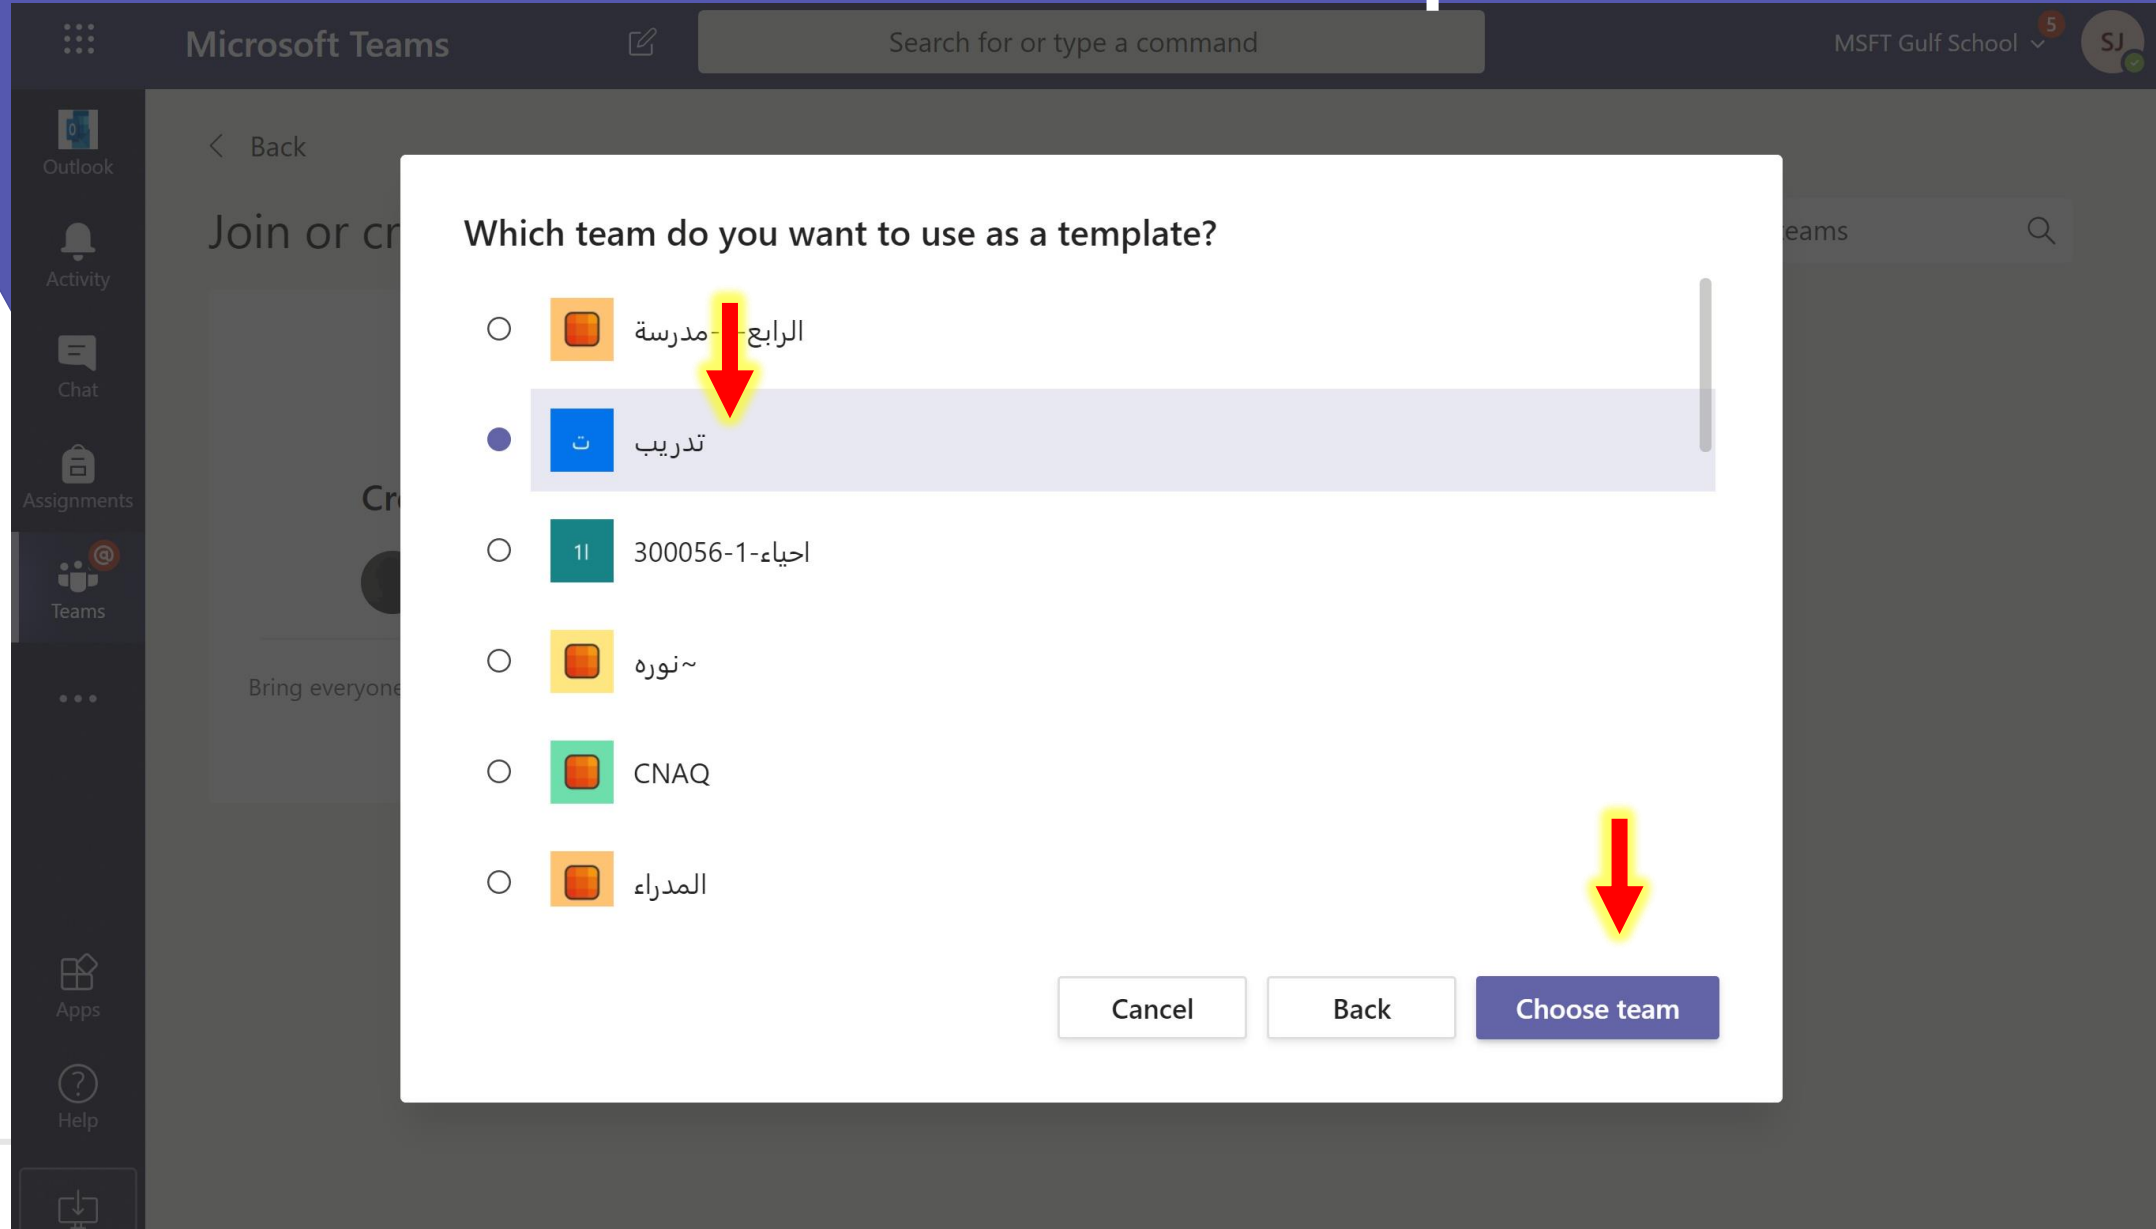 Microsoft Teams
Search for or type a command
MSFT Gulf School
5
SJ
Outlook
Activity
Chat
Assignments
Teams
Apps
Help
Back
Join or cr
eams
Cr
Bring everyone
Which team do you want to use as a template?
الرابع- -مدرسة
ت
تدريب
ا1
احياء-1-300056
~نوره
CNAQ
المدراء
Cancel
Back
Choose team